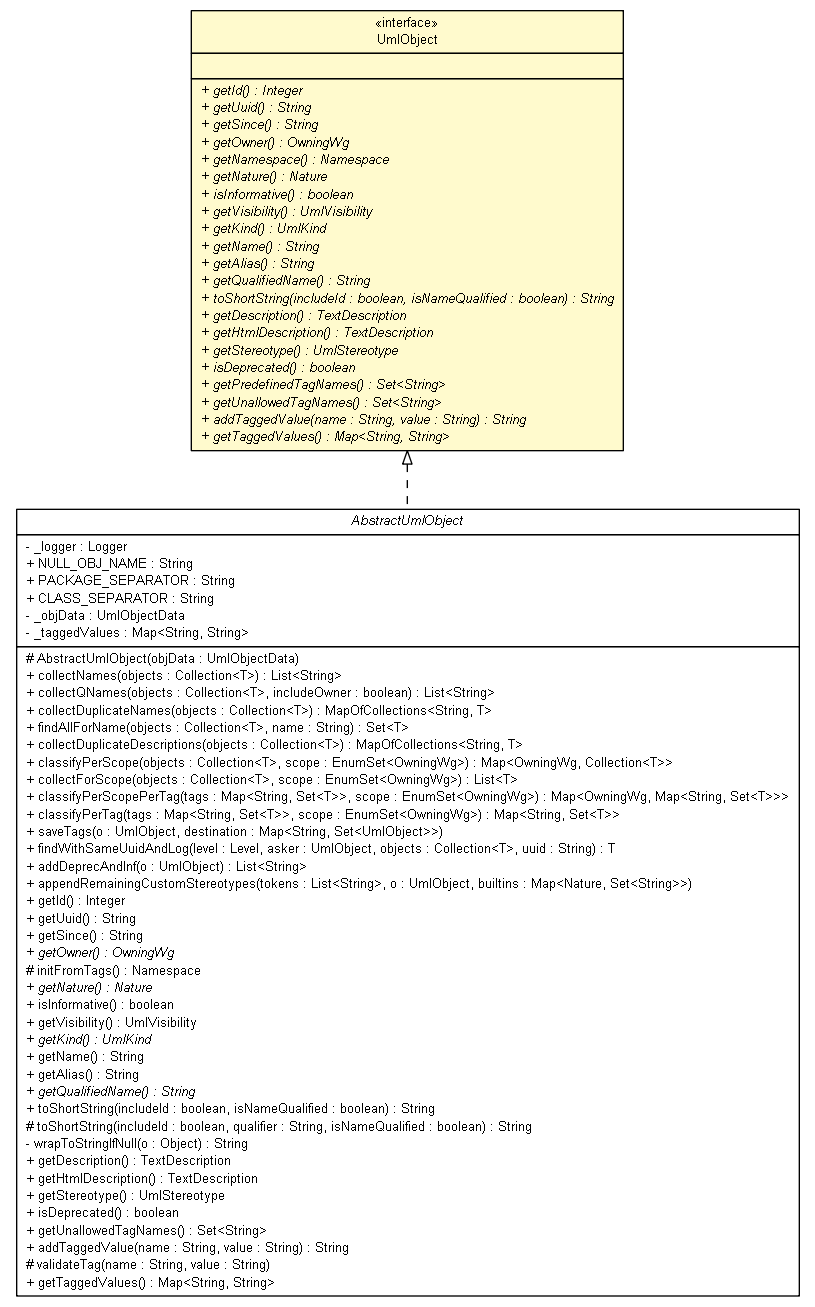 «interface»
UmlObject
+ getId() : Integer
+ getUuid() : String
+ getSince() : String
+ getOwner() : OwningWg
+ getNamespace() : Namespace
+ getNature() : Nature
+ isInformative() : boolean
+ getVisibility() : UmlVisibility
+ getKind() : UmlKind
+ getName() : String
+ getAlias() : String
+ getQualifiedName() : String
+ toShortString(includeId : boolean, isNameQualified : boolean) : String
+ getDescription() : TextDescription
+ getHtmlDescription() : TextDescription
+ getStereotype() : UmlStereotype
+ isDeprecated() : boolean
+ getPredefinedTagNames() : Set<String>
+ getUnallowedTagNames() : Set<String>
+ addTaggedValue(name : String, value : String) : String
+ getTaggedValues() : Map<String, String>
AbstractUmlObject
- _logger : Logger
+ NULL_OBJ_NAME : String
+ PACKAGE_SEPARATOR : String
+ CLASS_SEPARATOR : String
- _objData : UmlObjectData
- _taggedValues : Map<String, String>
# AbstractUmlObject(objData : UmlObjectData)
+ collectNames(objects : Collection<T>) : List<String>
+ collectQNames(objects : Collection<T>, includeOwner : boolean) : List<String>
+ collectDuplicateNames(objects : Collection<T>) : MapOfCollections<String, T>
+ findAllForName(objects : Collection<T>, name : String) : Set<T>
+ collectDuplicateDescriptions(objects : Collection<T>) : MapOfCollections<String, T>
+ classifyPerScope(objects : Collection<T>, scope : EnumSet<OwningWg>) : Map<OwningWg, Collection<T>>
+ collectForScope(objects : Collection<T>, scope : EnumSet<OwningWg>) : List<T>
+ classifyPerScopePerTag(tags : Map<String, Set<T>>, scope : EnumSet<OwningWg>) : Map<OwningWg, Map<String, Set<T>>>
+ classifyPerTag(tags : Map<String, Set<T>>, scope : EnumSet<OwningWg>) : Map<String, Set<T>>
+ saveTags(o : UmlObject, destination : Map<String, Set<UmlObject>>)
+ findWithSameUuidAndLog(level : Level, asker : UmlObject, objects : Collection<T>, uuid : String) : T
+ addDeprecAndInf(o : UmlObject) : List<String>
+ appendRemainingCustomStereotypes(tokens : List<String>, o : UmlObject, builtins : Map<Nature, Set<String>>)
+ getId() : Integer
+ getUuid() : String
+ getSince() : String
+ getOwner() : OwningWg
# initFromTags() : Namespace
+ getNature() : Nature
+ isInformative() : boolean
+ getVisibility() : UmlVisibility
+ getKind() : UmlKind
+ getName() : String
+ getAlias() : String
+ getQualifiedName() : String
+ toShortString(includeId : boolean, isNameQualified : boolean) : String
# toShortString(includeId : boolean, qualifier : String, isNameQualified : boolean) : String
- wrapToStringIfNull(o : Object) : String
+ getDescription() : TextDescription
+ getHtmlDescription() : TextDescription
+ getStereotype() : UmlStereotype
+ isDeprecated() : boolean
+ getUnallowedTagNames() : Set<String>
+ addTaggedValue(name : String, value : String) : String
# validateTag(name : String, value : String)
+ getTaggedValues() : Map<String, String>